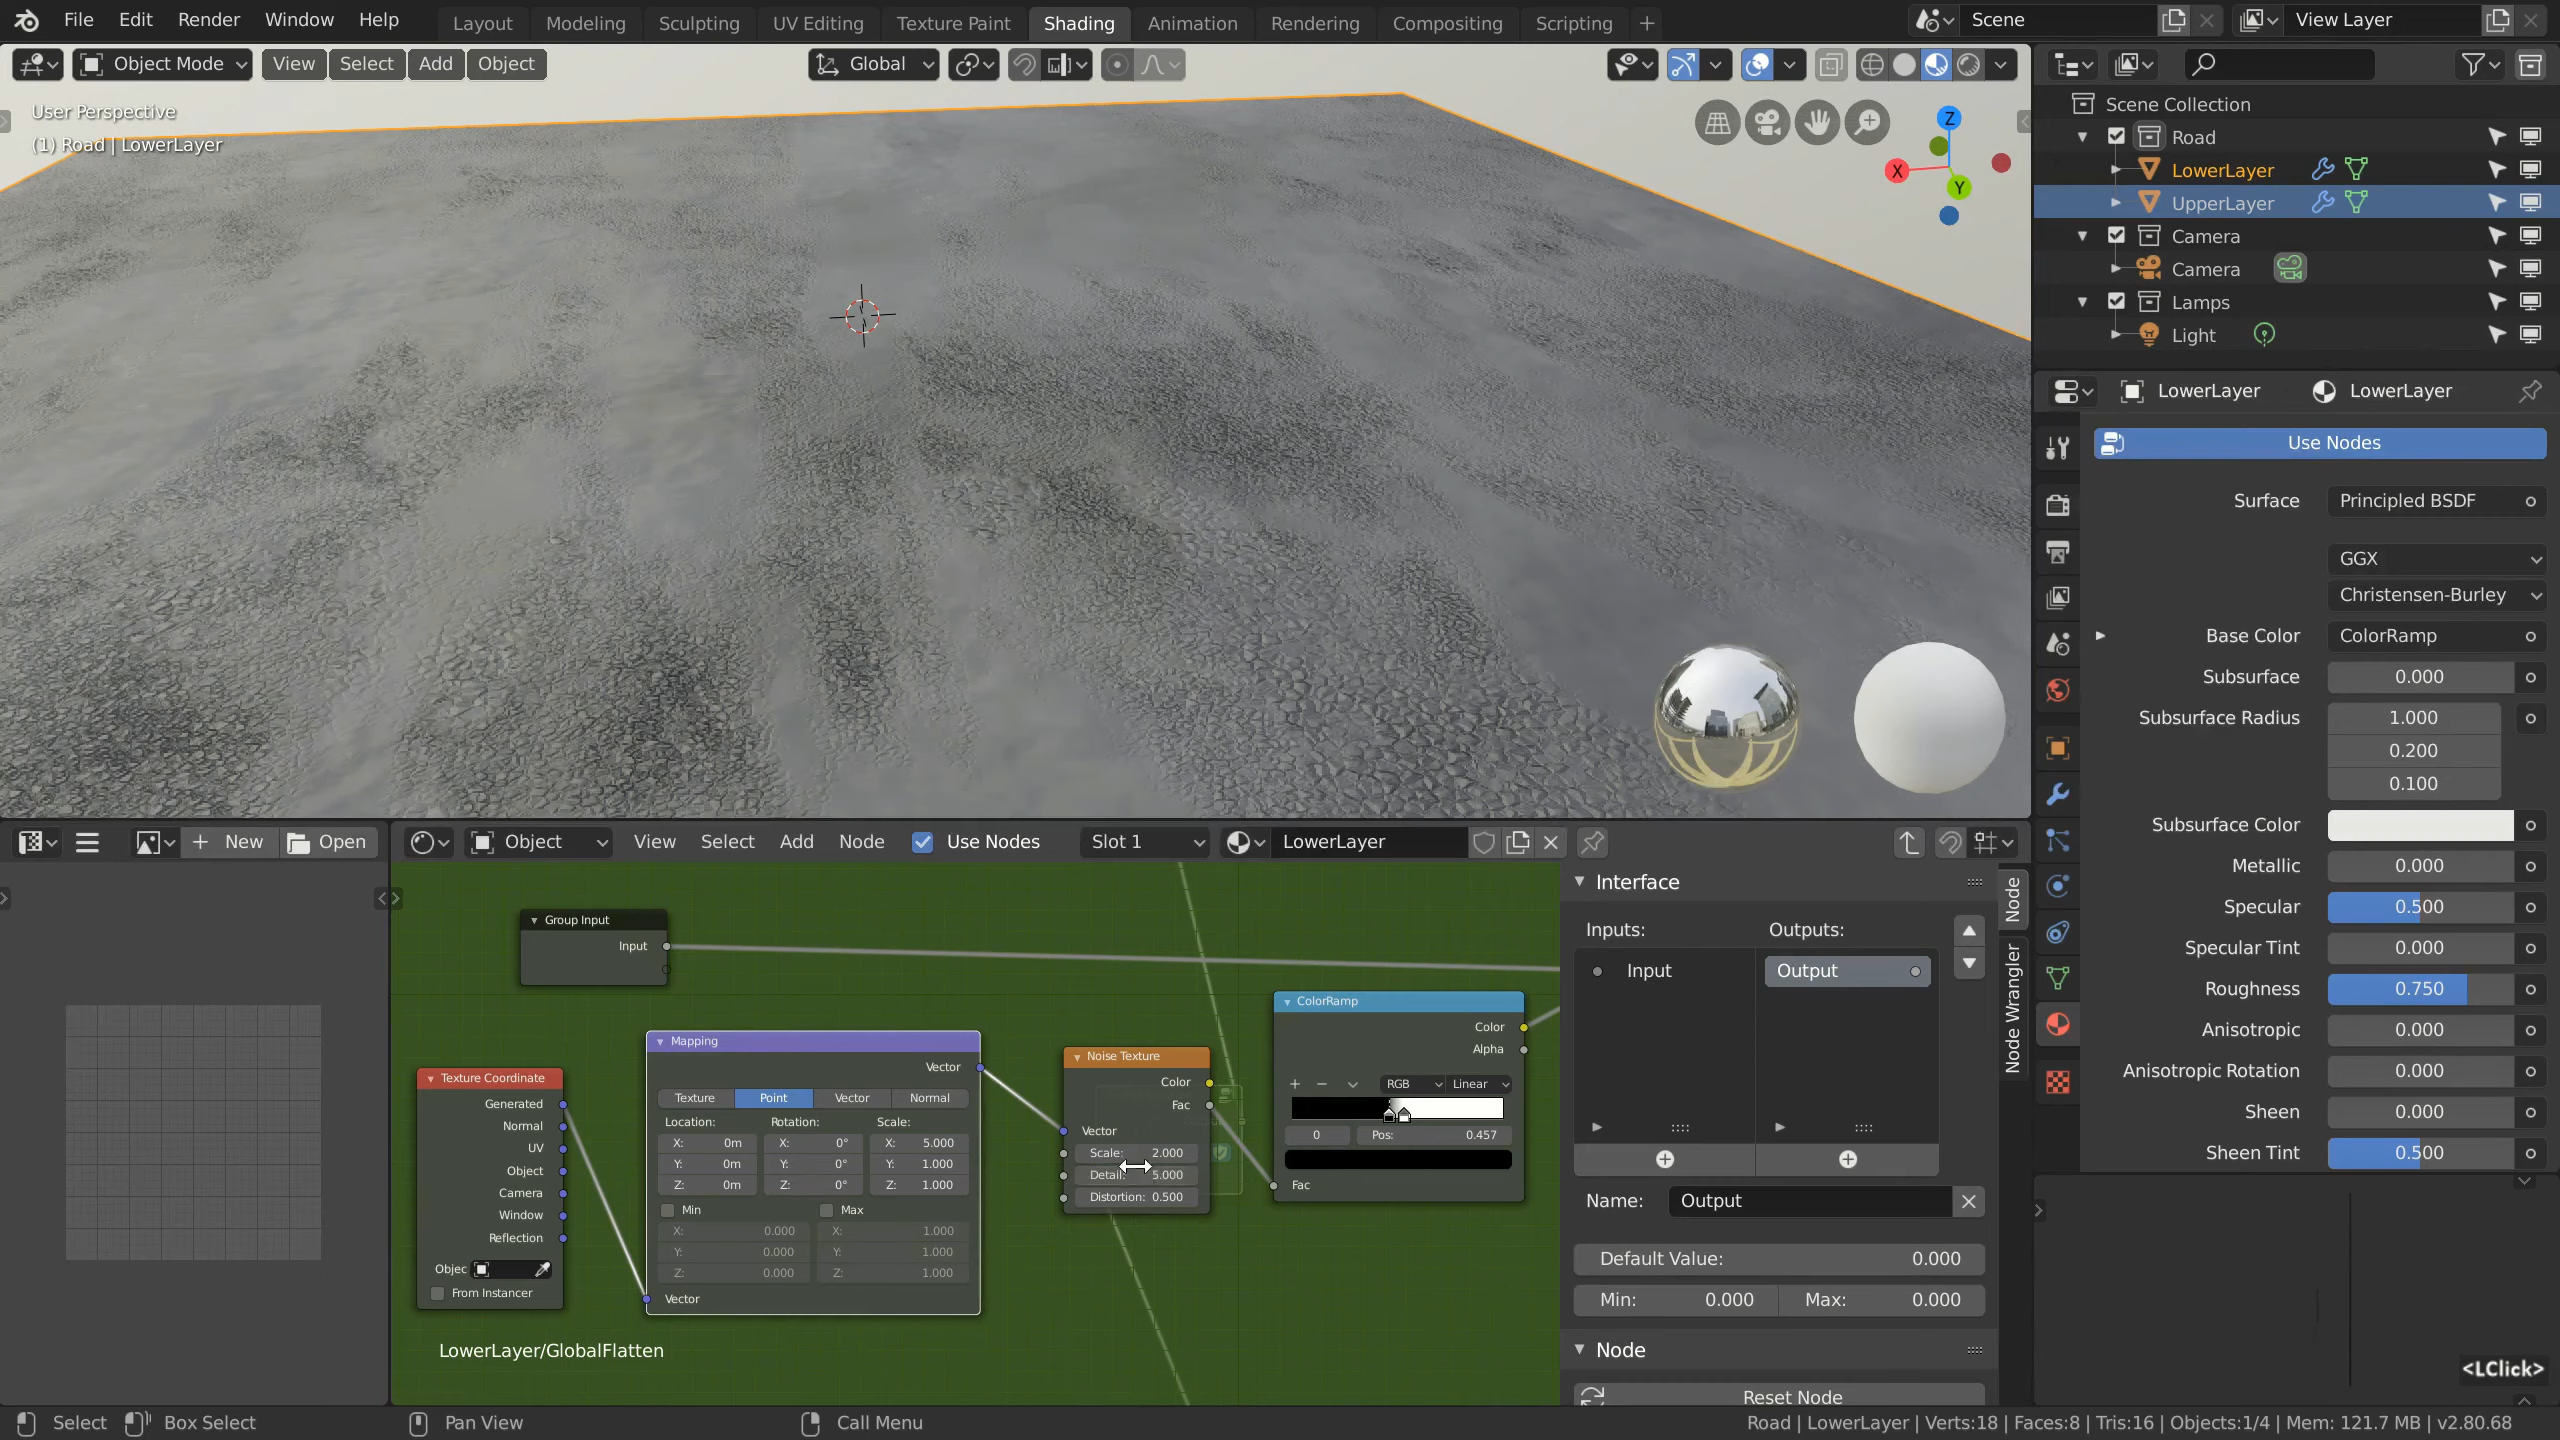 File Edit Render Window Help Layout Modeling Sculpting UV Editing Texture Paint Shading Animation Rendering Compositing Scripting + Scene View Layer
Object Mode View Select Add Object Global
User Perspective
(1) Road | LowerLayer
Z
X
Y
Scene Collection
Road
LowerLayer
UpperLayer
Camera
Camera
Lamps
Light
LowerLayer LowerLayer
Use Nodes
Surface Principled BSDF
GGX
Christensen-Burley
Base Color ColorRamp
Subsurface 0.000
Subsurface Radius 1.000
0.200
0.100
Subsurface Color
Metallic 0.000
Specular 0.500
Specular Tint 0.000
Roughness 0.750
Anisotropic 0.000
Anisotropic Rotation 0.000
Sheen 0.000
Sheen Tint 0.500
+ New Open
Object View Select Add Node Use Nodes Slot 1 LowerLayer
Group Input
Input
Texture Coordinate
Generated
Normal
UV
Object
Camera
Window
Reflection
Objec
From Instancer
Mapping
Vector
Texture Point Vector Normal
Location: Rotation: Scale:
X: 0m X: 0° X: 5.000
Y: 0m Y: 0° Y: 1.000
Z: 0m Z: 0° Z: 1.000
Min Max
X: 0.000 X: 1.000
Y: 0.000 Y: 1.000
Z: 0.000 Z: 1.000
Vector
Noise Texture
Color
Fac
Vector
Scale: 2.000
Detail: 5.000
Distortion: 0.500
ColorRamp
Color
Alpha
+ − RGB Linear
0 Pos: 0.457
Fac
LowerLayer/GlobalFlatten
Interface
Inputs: Outputs:
Input Output
Name: Output
Default Value: 0.000
Min: 0.000 Max: 0.000
Node
Reset Node
Node
Node Wrangler
<LClick>
Select Box Select Pan View Call Menu Road | LowerLayer | Verts:18 | Faces:8 | Tris:16 | Objects:1/4 | Mem: 121.7 MB | v2.80.68